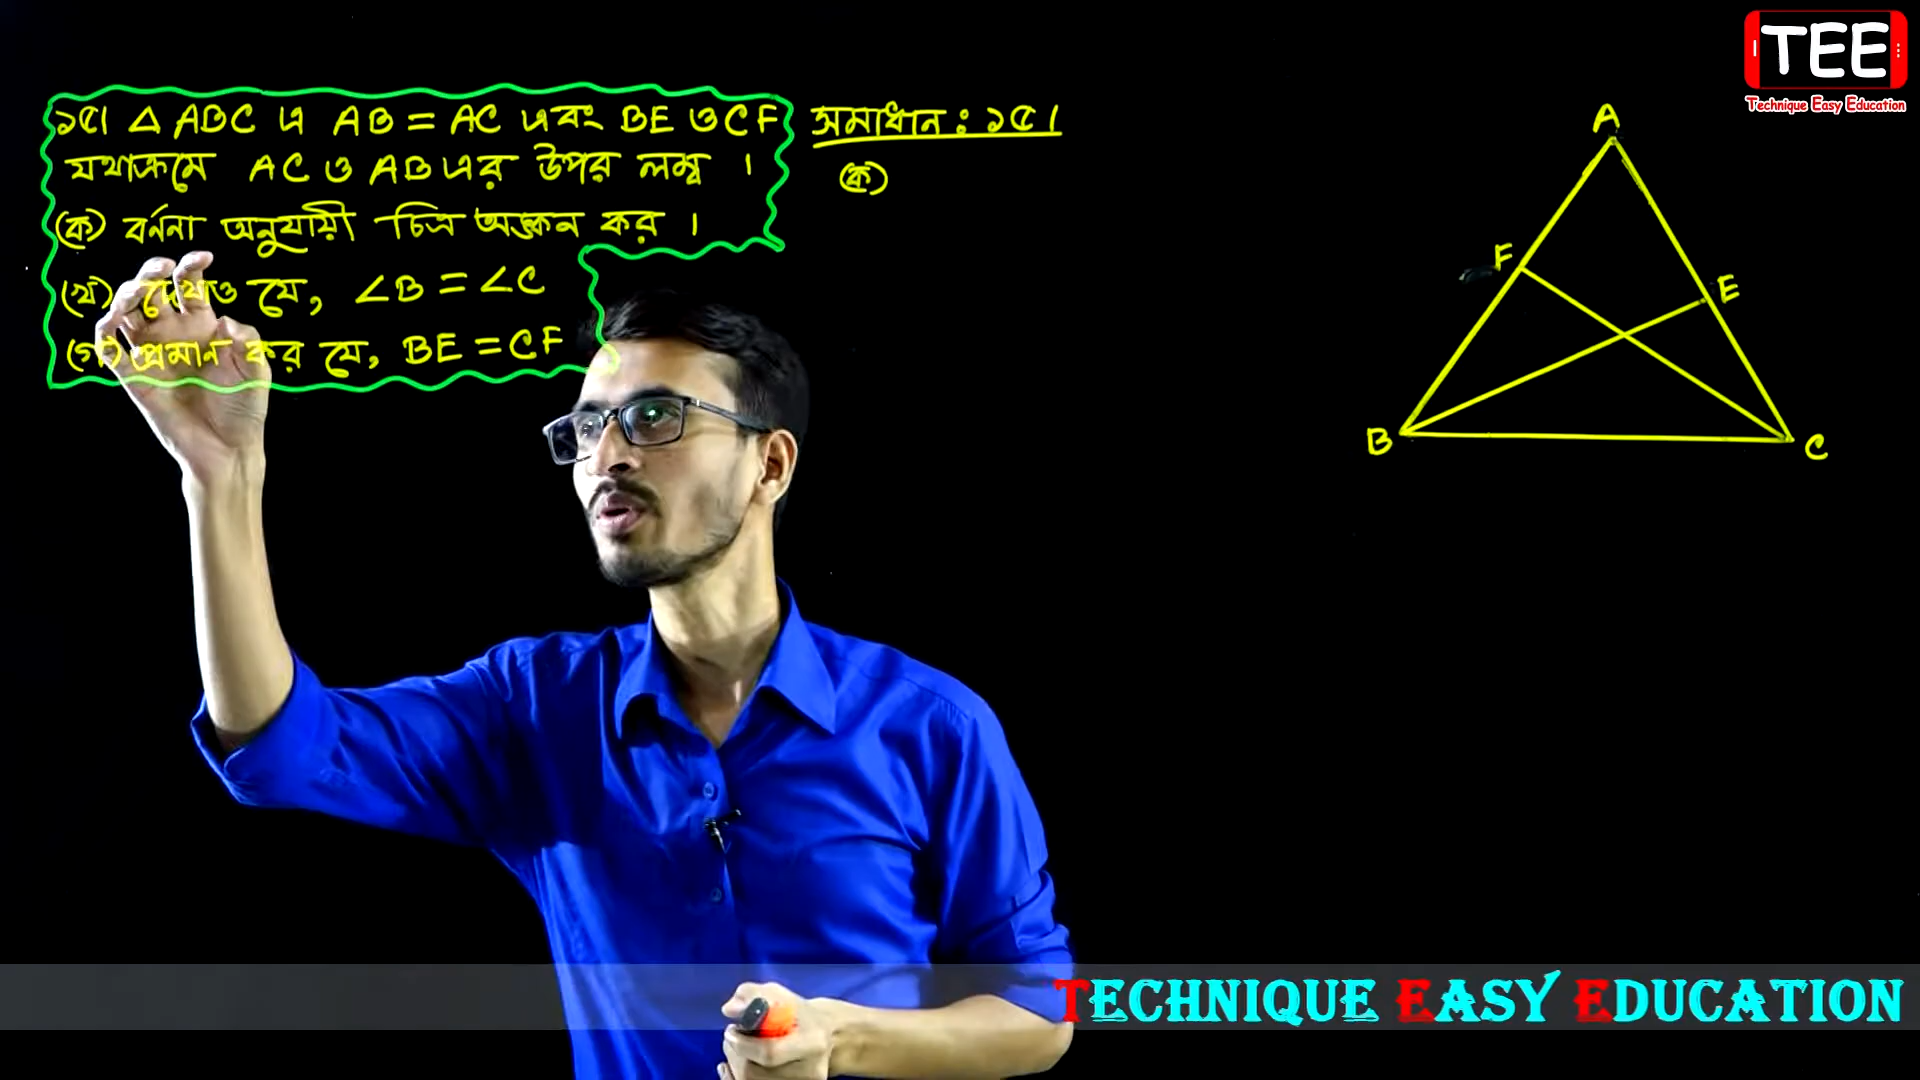 ১৫। △ ABC এ AB = AC এবং BE ও CF
যথাক্রমে AC ও AB এর উপর লম্ব ।
(ক) বর্ননা অনুযায়ী চিত্র অঙ্কন কর ।
(খ) দেখাও যে, ∠B = ∠C
(গ) প্রমান কর যে, BE = CF
সমাধান : ১৫।
(ক)
A
F
E
B
C
TEE
Technique Easy Education
TECHNIQUE EASY EDUCATION